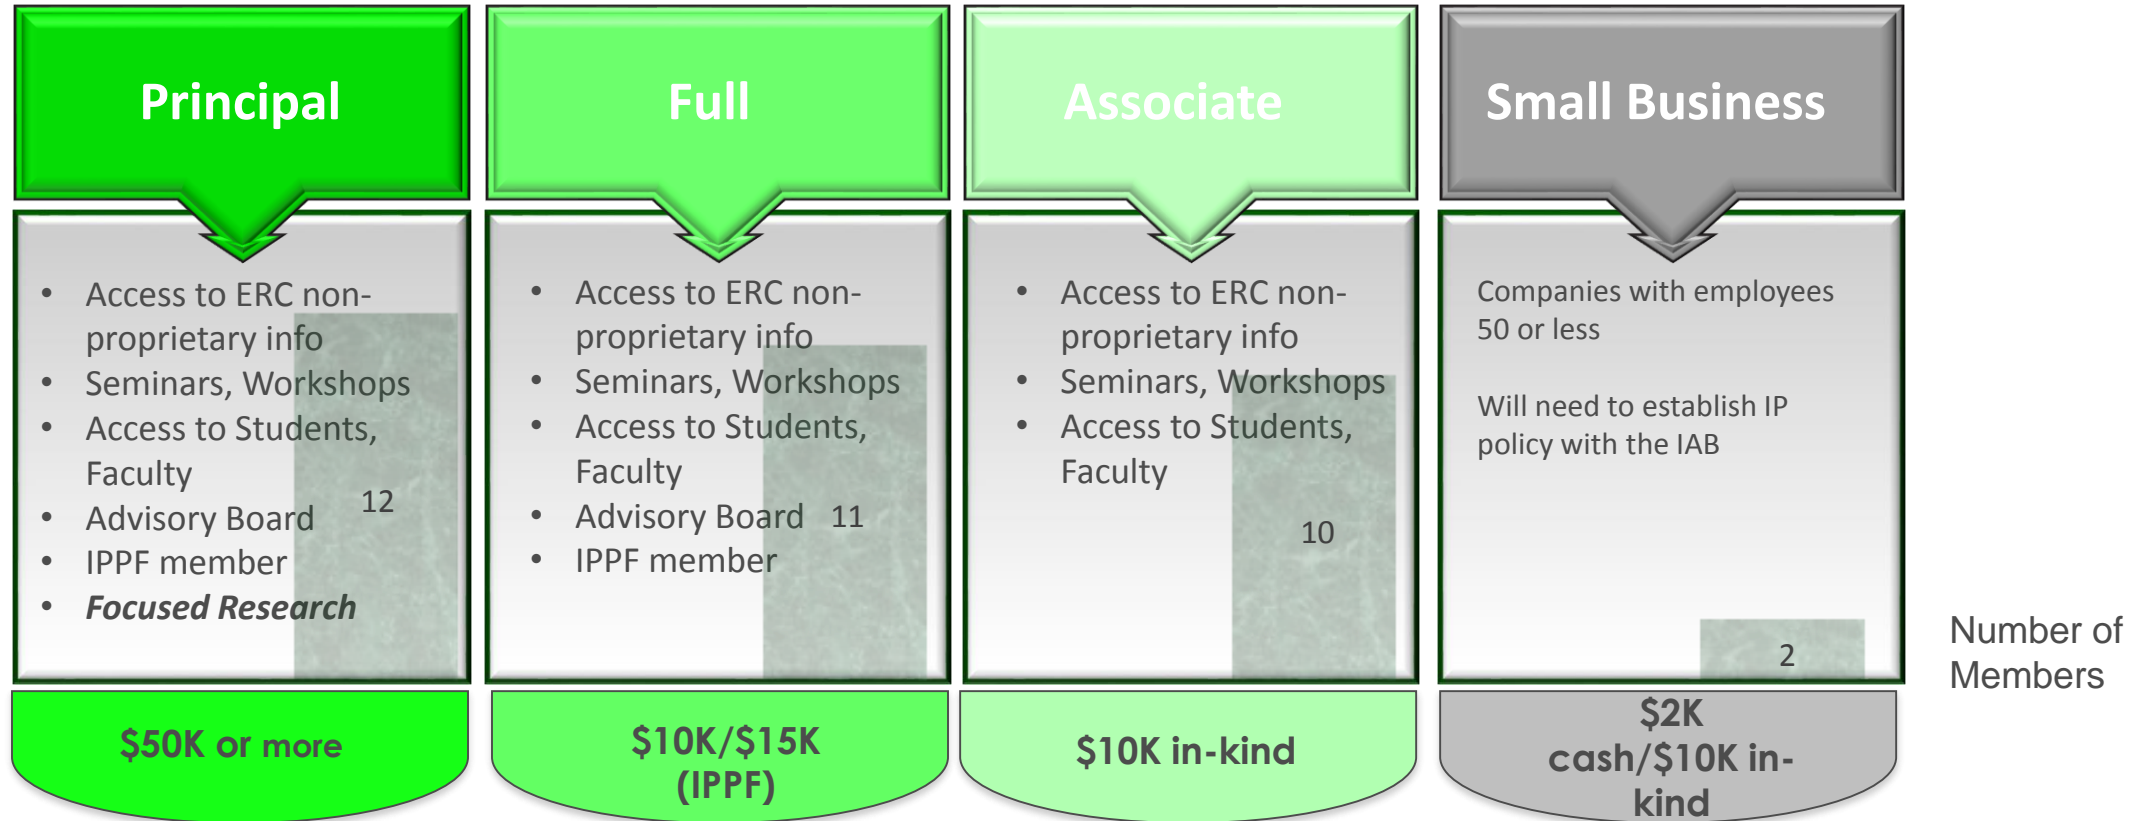 Principal
Full
Associate
Small Business
• Access to ERC non-
proprietary info
• Seminars, Workshops
• Access to Students,
Faculty
• Advisory Board
• IPPF member
• Focused Research
12
• Access to ERC non-
proprietary info
• Seminars, Workshops
• Access to Students,
Faculty
• Advisory Board
• IPPF member
11
• Access to ERC non-
proprietary info
• Seminars, Workshops
• Access to Students,
Faculty
10
Companies with employees
50 or less
Will need to establish IP
policy with the IAB
2
Number of
Members
$50K or more
$10K/$15K
(IPPF)
$10K in-kind
$2K
cash/$10K in-
kind